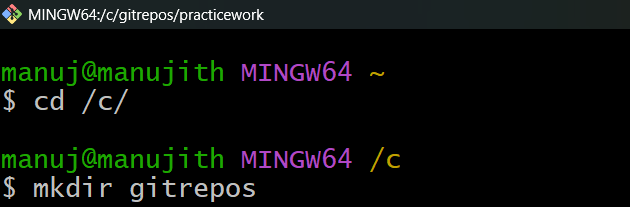 MINGW64:/c/gitrepos/practicework
manuj@manujith MINGW64 ~
$ cd /c/
manuj@manujith MINGW64 /c
$ mkdir gitrepos